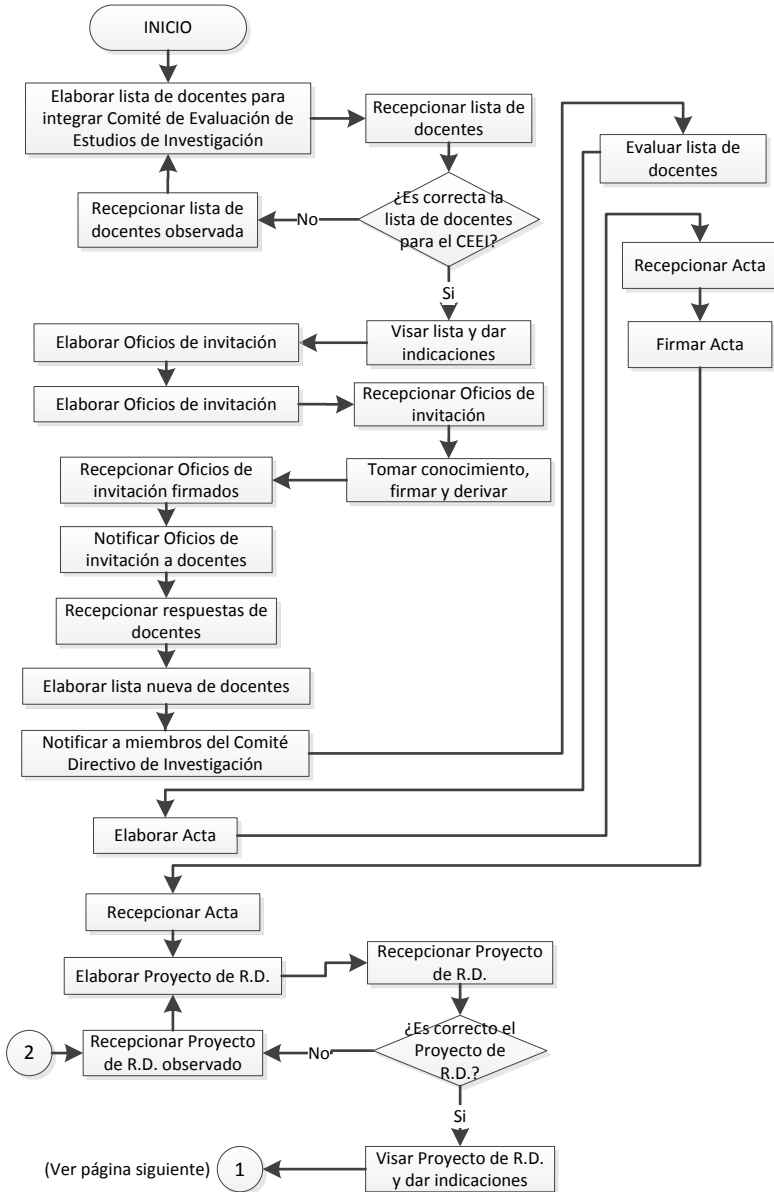 INICIO
Elaborar lista de docentes para
integrar Comité de Evaluación de
Estudios de Investigación
Recepcionar lista de
docentes
Evaluar lista de
docentes
¿Es correcta la
lista de docentes
para el CEEI?
No
Recepcionar lista de
docentes observada
Si
Recepcionar Acta
Visar lista y dar
indicaciones
Elaborar Oficios de invitación
Firmar Acta
Elaborar Oficios de invitación
Recepcionar Oficios de
invitación
Tomar conocimiento,
firmar y derivar
Recepcionar Oficios de
invitación firmados
Notificar Oficios de
invitación a docentes
Recepcionar respuestas de
docentes
Elaborar lista nueva de docentes
Notificar a miembros del Comité
Directivo de Investigación
Elaborar Acta
Recepcionar Acta
Elaborar Proyecto de R.D.
Recepcionar Proyecto
de R.D.
¿Es correcto el
Proyecto de
R.D.?
No
Recepcionar Proyecto
de R.D. observado
2
Si
Visar Proyecto de R.D.
y dar indicaciones
1
(Ver página siguiente)